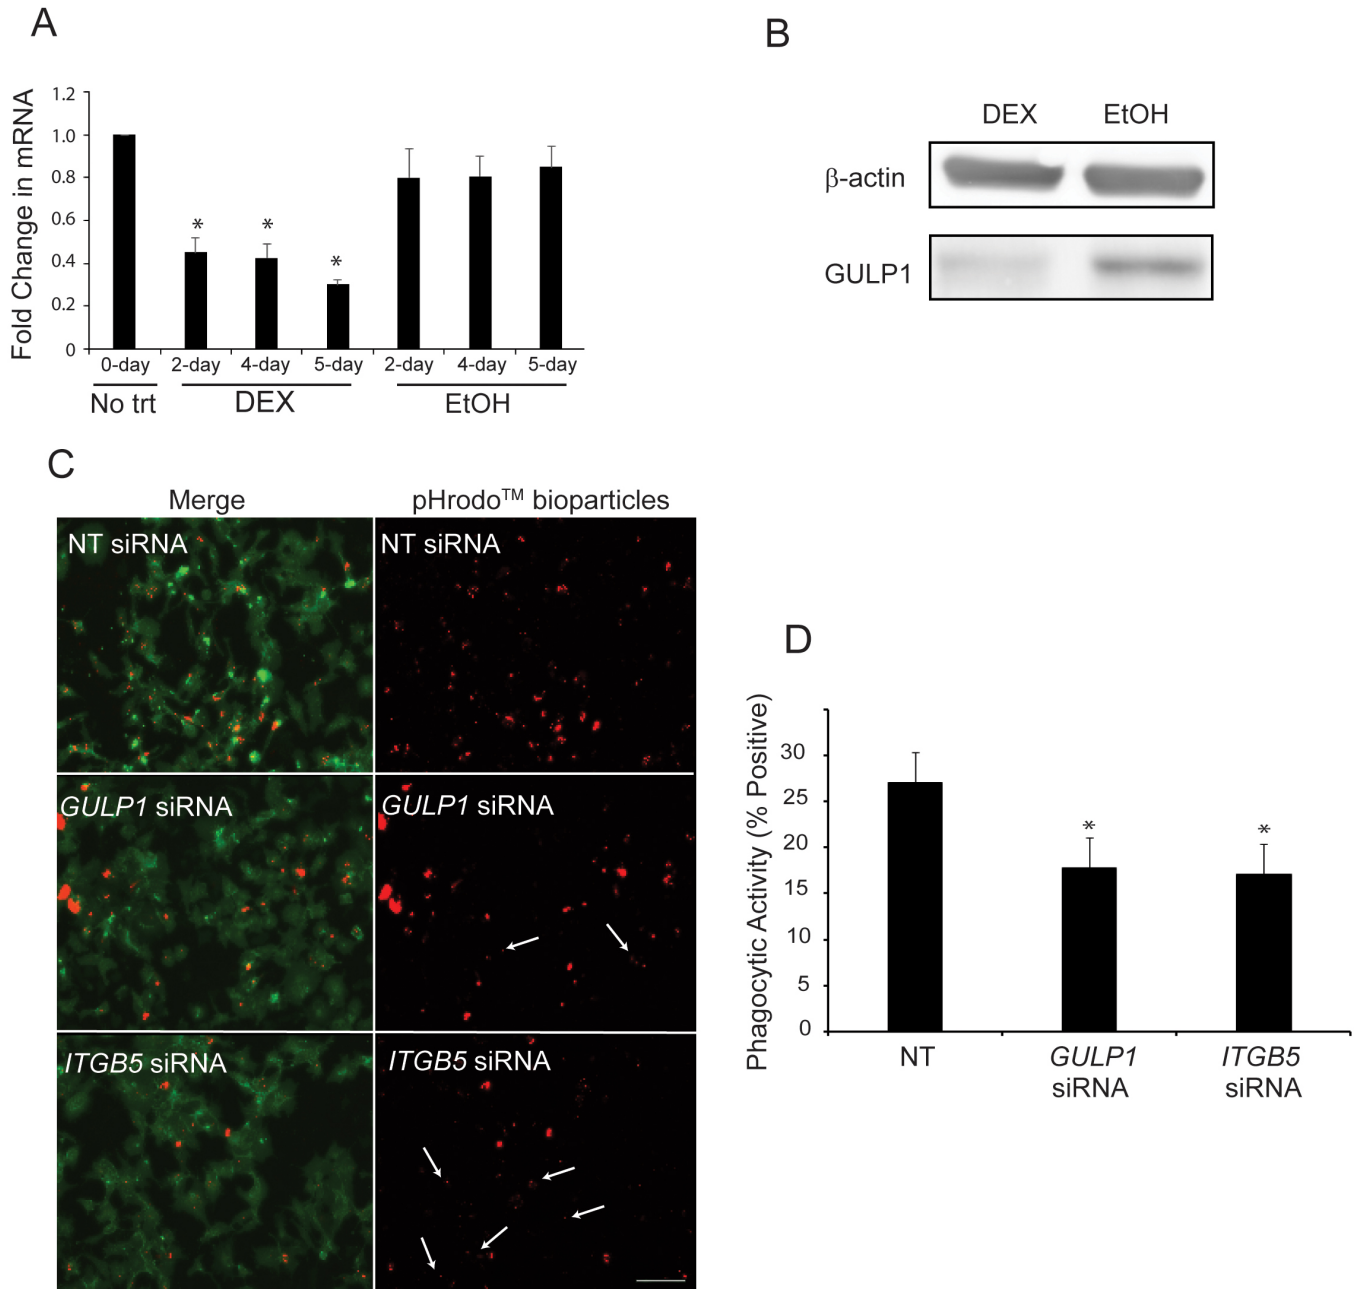 A
Fold Change in mRNA
1.2
1.0
0.8
0.6
0.4
0.2
0
* * *
0-day 2-day 4-day 5-day 2-day 4-day 5-day
No trt DEX EtOH
B
DEX EtOH
β-actin
GULP1
C
Merge pHrodo™ bioparticles
NT siRNA NT siRNA
GULP1 siRNA GULP1 siRNA
ITGB5 siRNA ITGB5 siRNA
D
Phagocytic Activity (% Positive)
30
25
20
15
10
5
0
* *
NT GULP1 ITGB5
siRNA siRNA